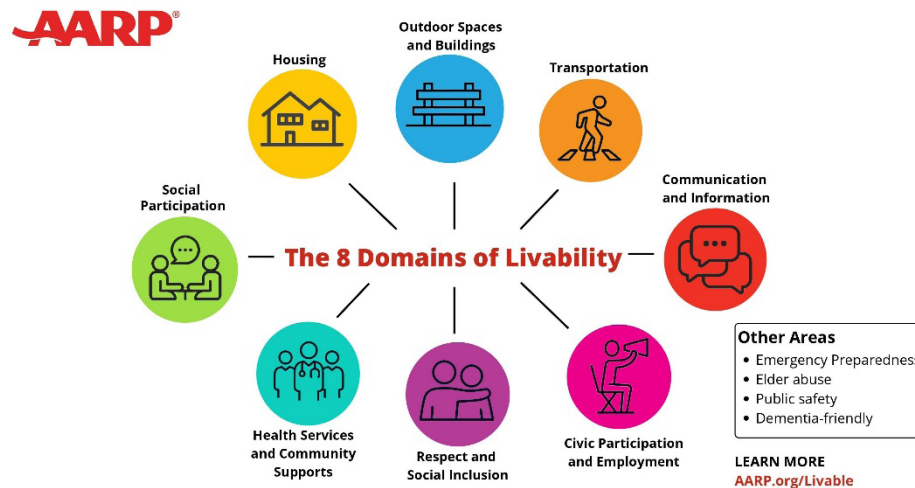 AARP
Outdoor Spaces
and Buildings
Housing
Transportation
Social
Participation
Communication
and Information
The 8 Domains of Livability
Health Services
and Community
Supports
Respect and
Social Inclusion
Civic Participation
and Employment
Other Areas
• Emergency Preparedness
• Elder abuse
• Public safety
• Dementia-friendly
LEARN MORE
AARP.org/Livable